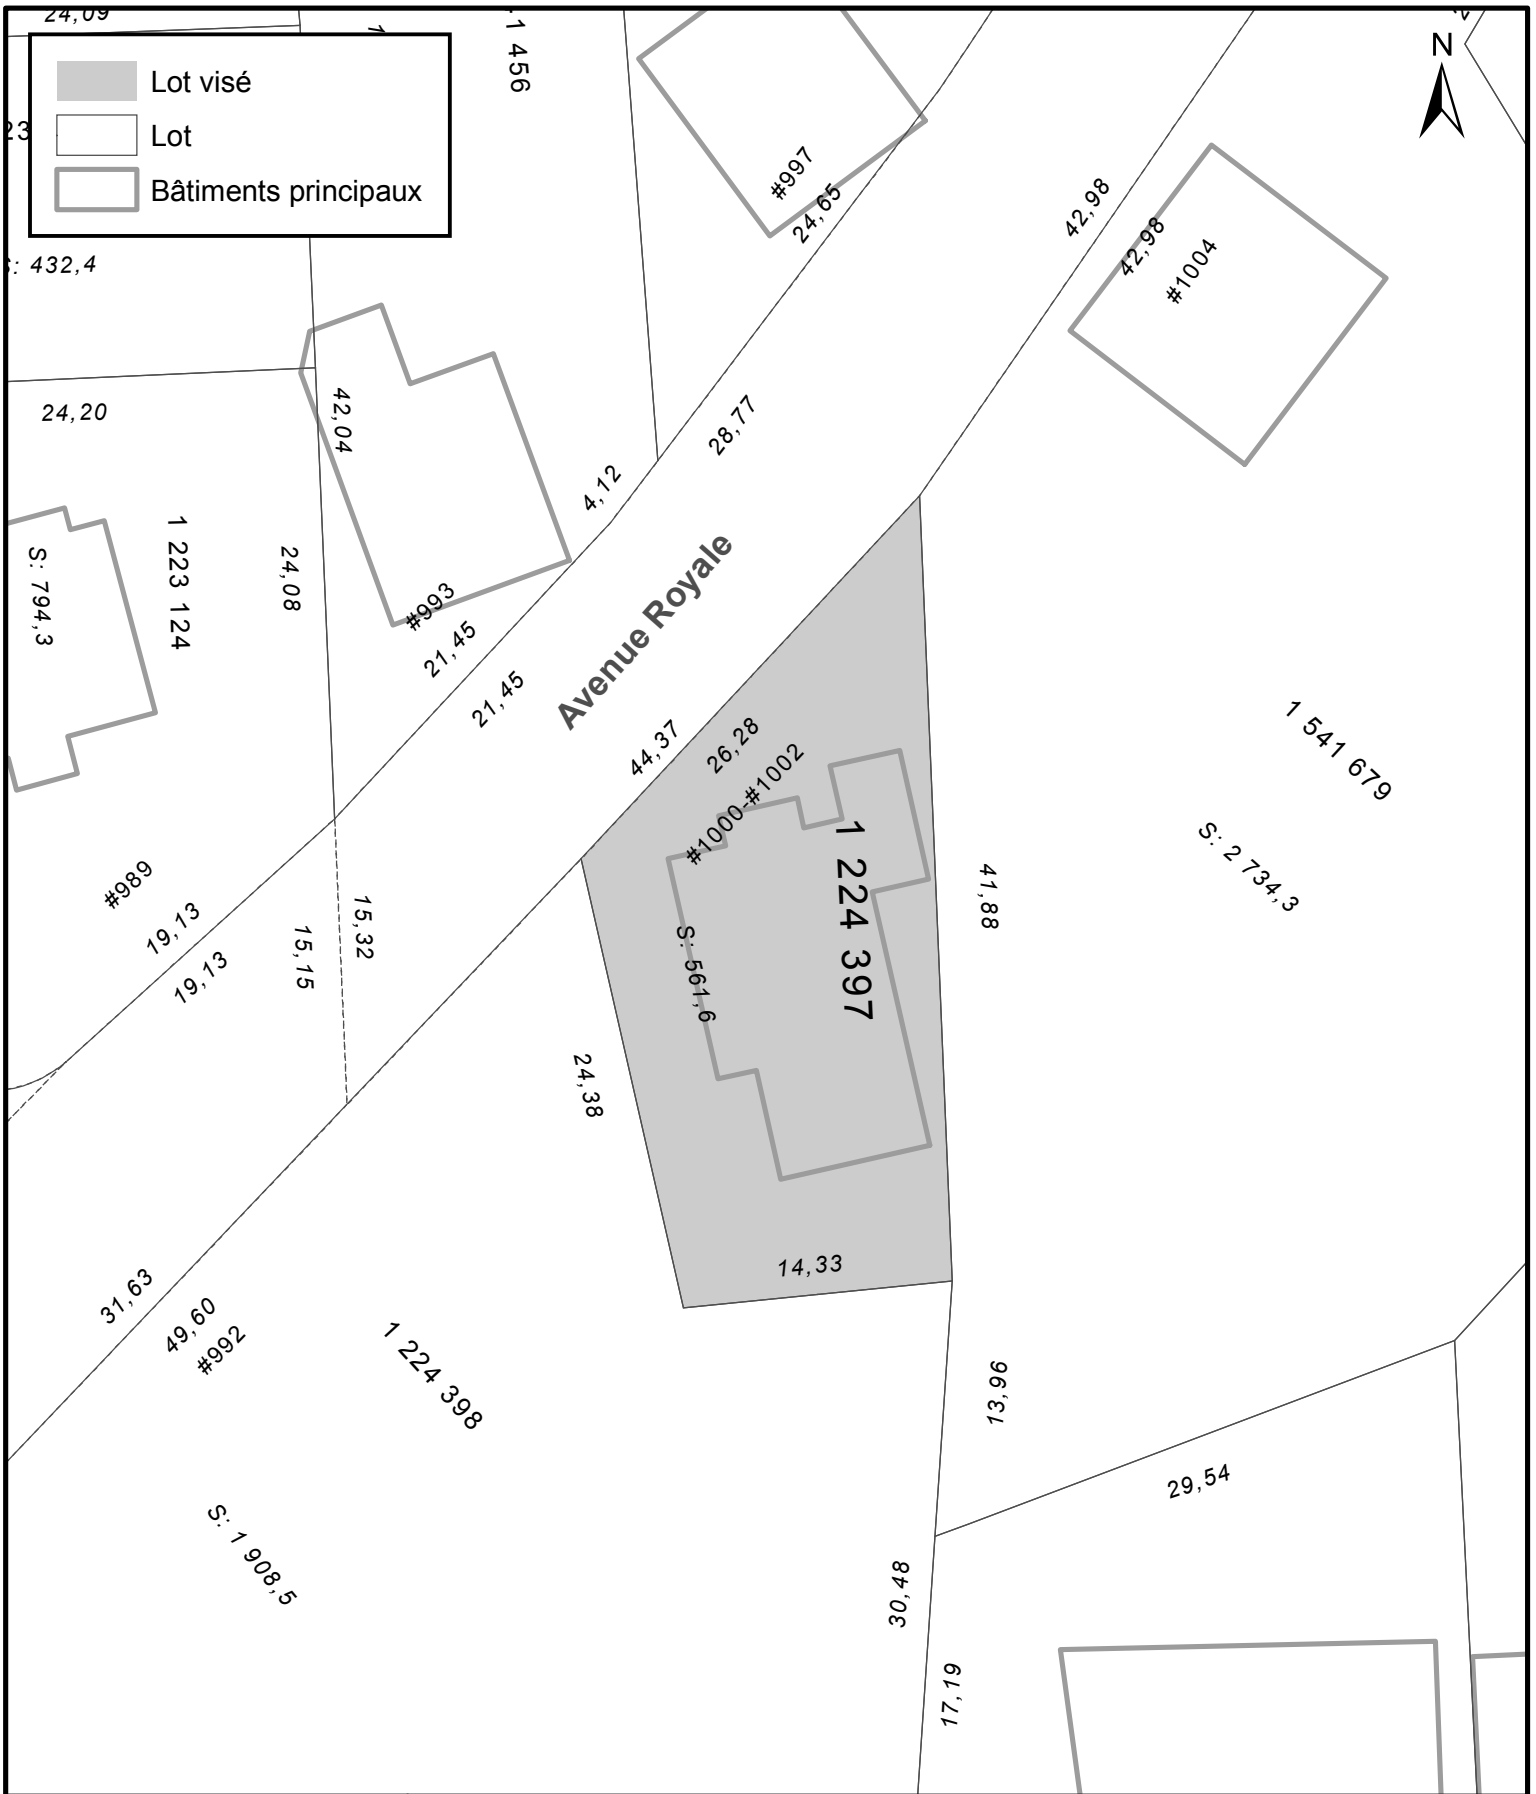 24,09
1 456
N
Lot visé
Lot
Bâtiments principaux
23
S: 432,4
#997
24,65
42,98
42,98
#1004
24,20
42,04
28,77
4,12
1 223 124
S: 794,3
24,08
#993
21,45
21,45
Avenue Royale
44,37
26,28
#1000-#1002
1 224 397
S: 561,6
41,88
1 541 679
S: 2 734,3
#989
19,13
19,13
15,15
15,32
24,38
14,33
31,63
49,60
#992
1 224 398
S: 1 908,5
13,96
29,54
30,48
17,19